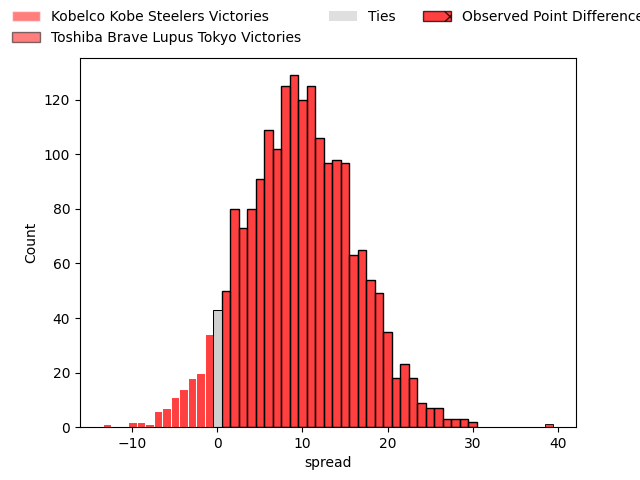 Kobelco Kobe Steelers Victories
Toshiba Brave Lupus Tokyo Victories
Ties
Observed Point Difference
Count
120
100
80
60
40
20
0
−10 0 10 20 30 40
spread